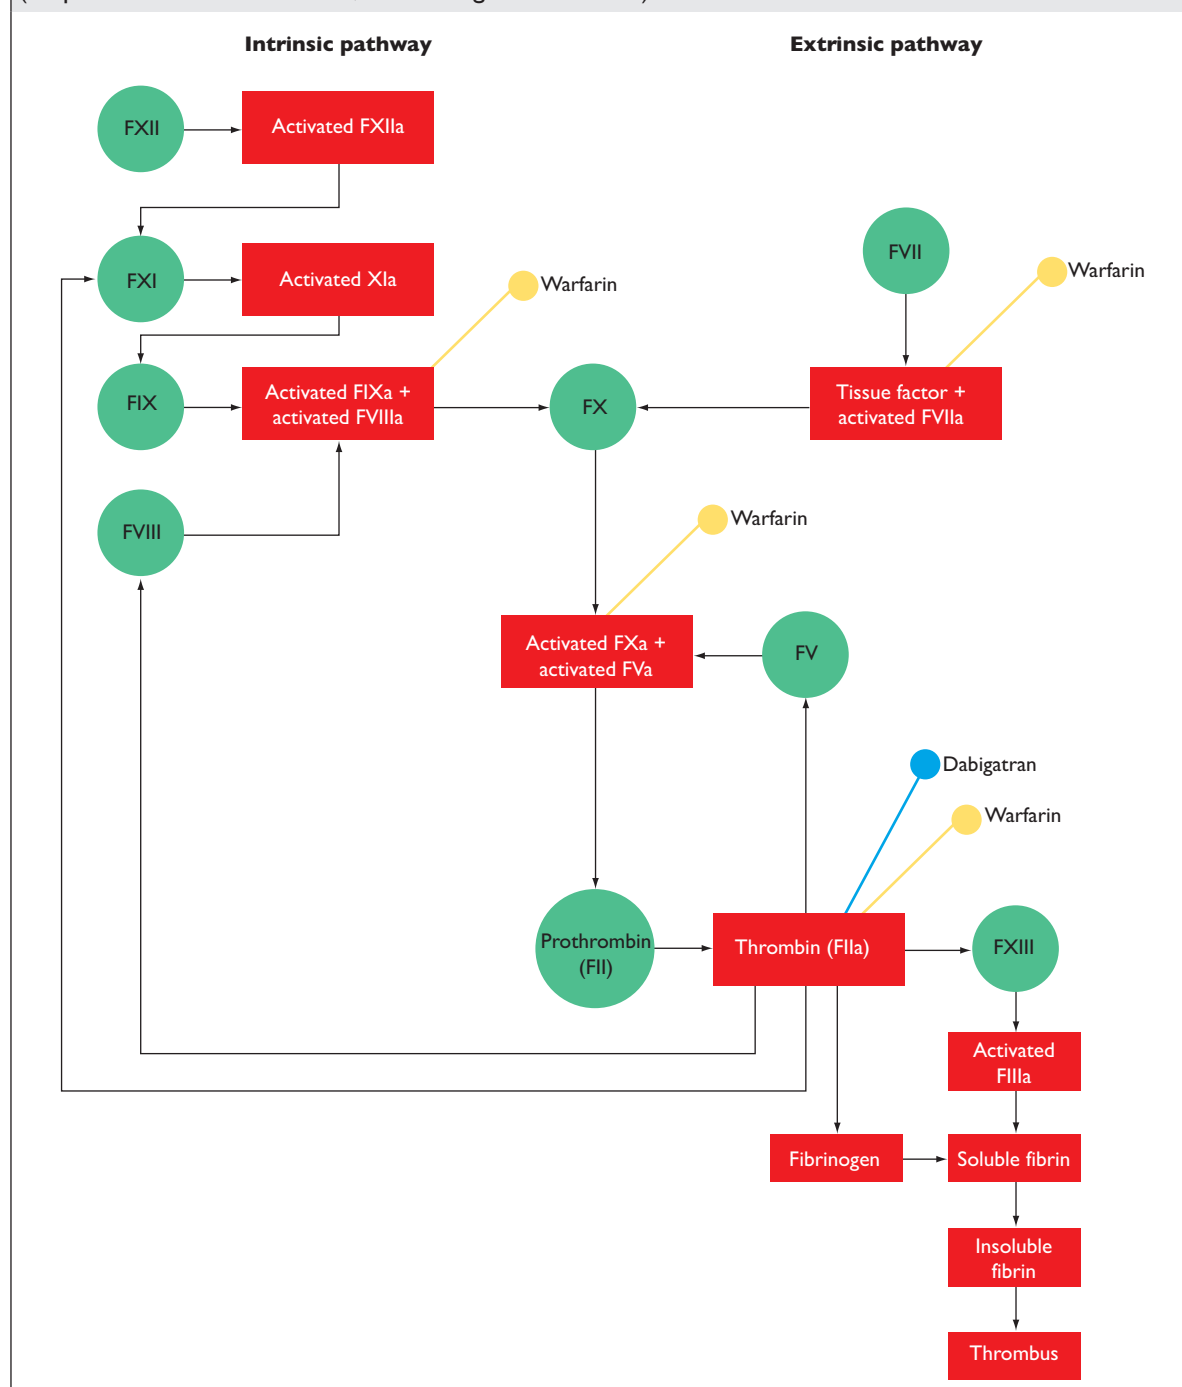 Intrinsic pathway
Extrinsic pathway
FXII
Activated FXIIa
FXI
Activated XIa
Warfarin
FVII
Warfarin
FIX
Activated FIXa +
activated FVIIIa
FX
Tissue factor +
activated FVIIa
FVIII
Warfarin
Activated FXa +
activated FVa
FV
Dabigatran
Warfarin
Prothrombin
(FII)
Thrombin (FIIa)
FXIII
Activated
FIIIa
Fibrinogen
Soluble fibrin
Insoluble
fibrin
Thrombus